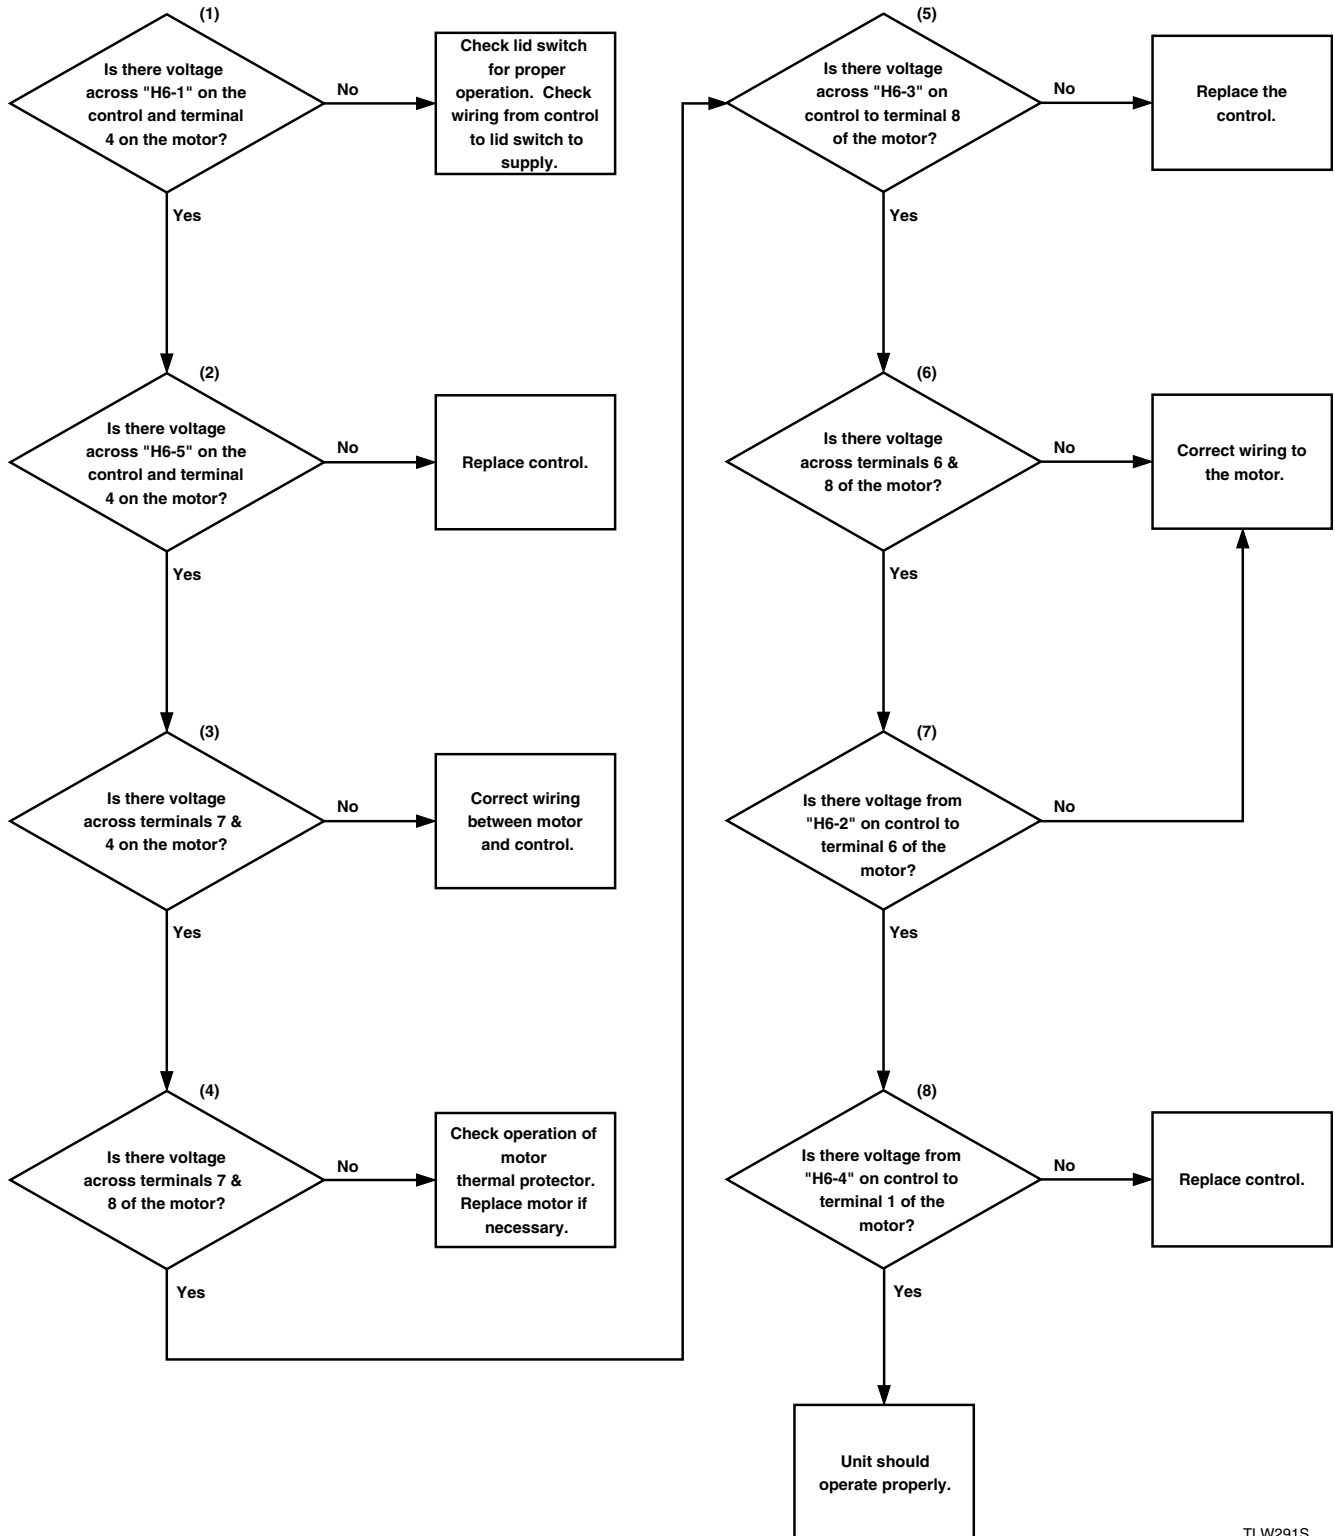 (1)
Is there voltage
across "H6-1" on the
control and terminal
4 on the motor?
No
Check lid switch
for proper
operation. Check
wiring from control
to lid switch to
supply.
Yes
(2)
Is there voltage
across "H6-5" on the
control and terminal
4 on the motor?
No
Replace control.
Yes
(3)
Is there voltage
across terminals 7 &
4 on the motor?
No
Correct wiring
between motor
and control.
Yes
(4)
Is there voltage
across terminals 7 &
8 of the motor?
No
Check operation of
motor
thermal protector.
Replace motor if
necessary.
Yes
(5)
Is there voltage
across "H6-3" on
control to terminal 8
of the motor?
No
Replace the
control.
Yes
(6)
Is there voltage
across terminals 6 &
8 of the motor?
No
Correct wiring to
the motor.
Yes
(7)
Is there voltage from
"H6-2" on control to
terminal 6 of the
motor?
No
Yes
(8)
Is there voltage from
"H6-4" on control to
terminal 1 of the
motor?
No
Replace control.
Yes
Unit should
operate properly.
TLW291S